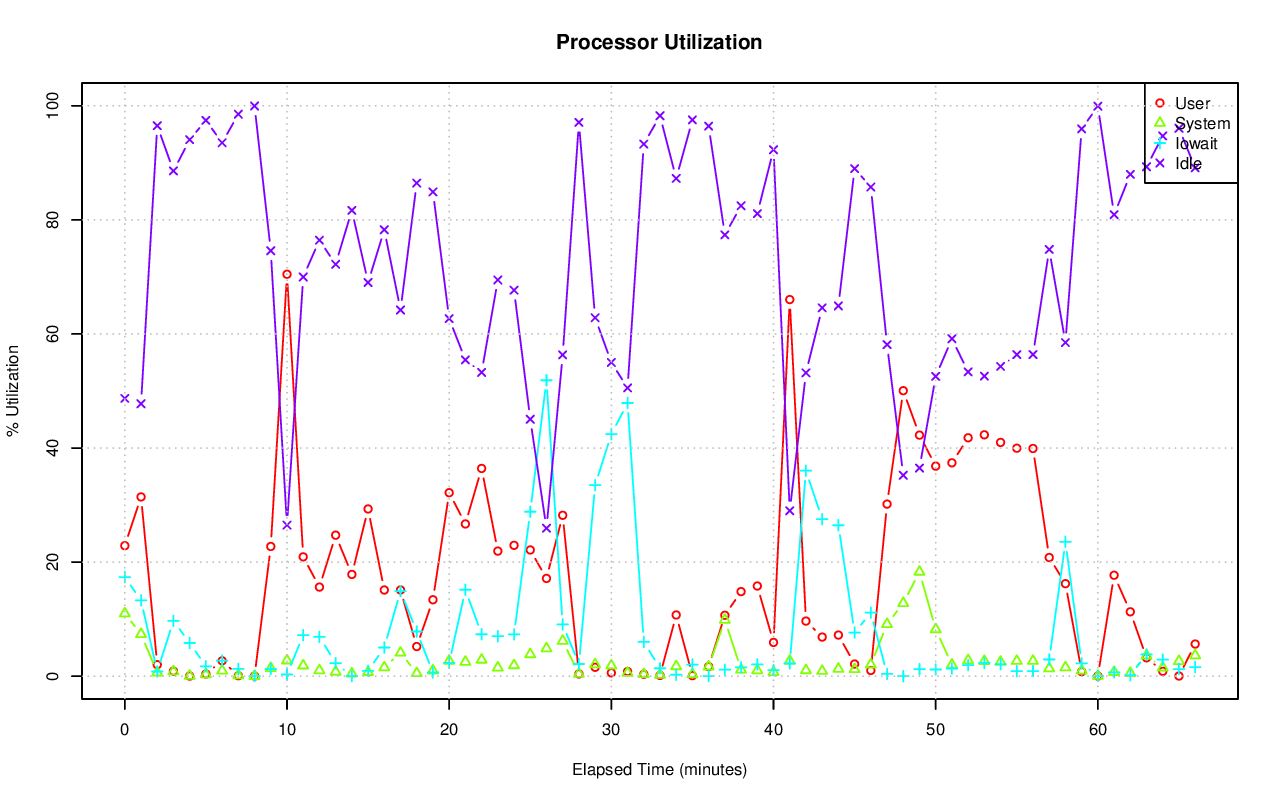 Processor Utilization
% Utilization
100
80
60
40
20
0
User
System
Iowait
Idle
0 10 20 30 40 50 60
Elapsed Time (minutes)